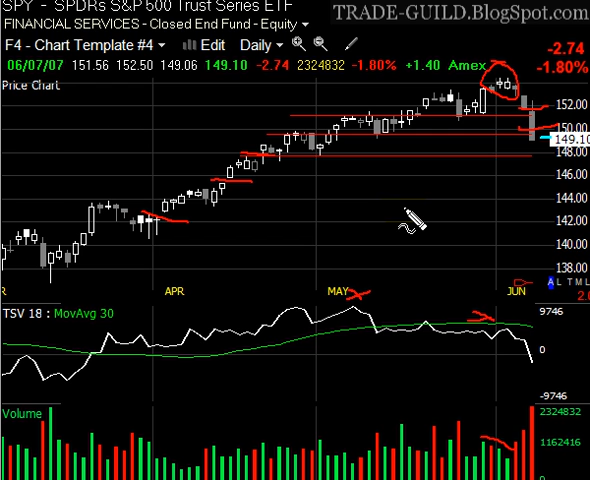 SPY - SPDRs S&P 500 Trust Series ETF
TRADE-GUILD.BlogSpot.com
FINANCIAL SERVICES - Closed End Fund - Equity
F4 - Chart Template #4 Edit Daily
-2.74
06/07/07 151.56 152.50 149.06 149.10 -2.74 2324832 -1.80% +1.40 Amex
-1.80%
Price Chart
152.00
150.00
149.10
148.00
146.00
144.00
142.00
140.00
138.00
A L T M L
R APR MAY JUN
2.0
TSV 18 : MovAvg 30
9746
0
-9746
Volume
2324832
1162416